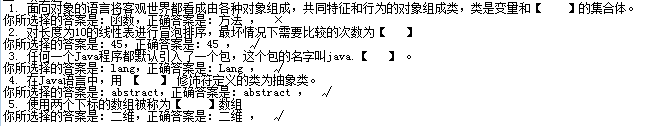 1. 面向对象的语言将客观世界都看成由各种对象组成,共同特征和行为的对象组成类,类是变量和【    】的集合体。
你所选择的答案是:函数,正确答案是:方法 ,  ×
2. 对长度为10的线性表进行冒泡排序,最坏情况下需要比较的次数为【    】
你所选择的答案是:45,正确答案是:45 ,  √
3. 任何一个Java程序都默认引入了一个包,这个包的名字叫java.【    】 。
你所选择的答案是:lang,正确答案是:Lang ,  √
4. 在Java语言中,用 【    】 修饰符定义的类为抽象类。
你所选择的答案是:abstract,正确答案是:abstract ,  √
5. 使用两个下标的数组被称为【    】数组
你所选择的答案是:二维,正确答案是:二维 ,  √